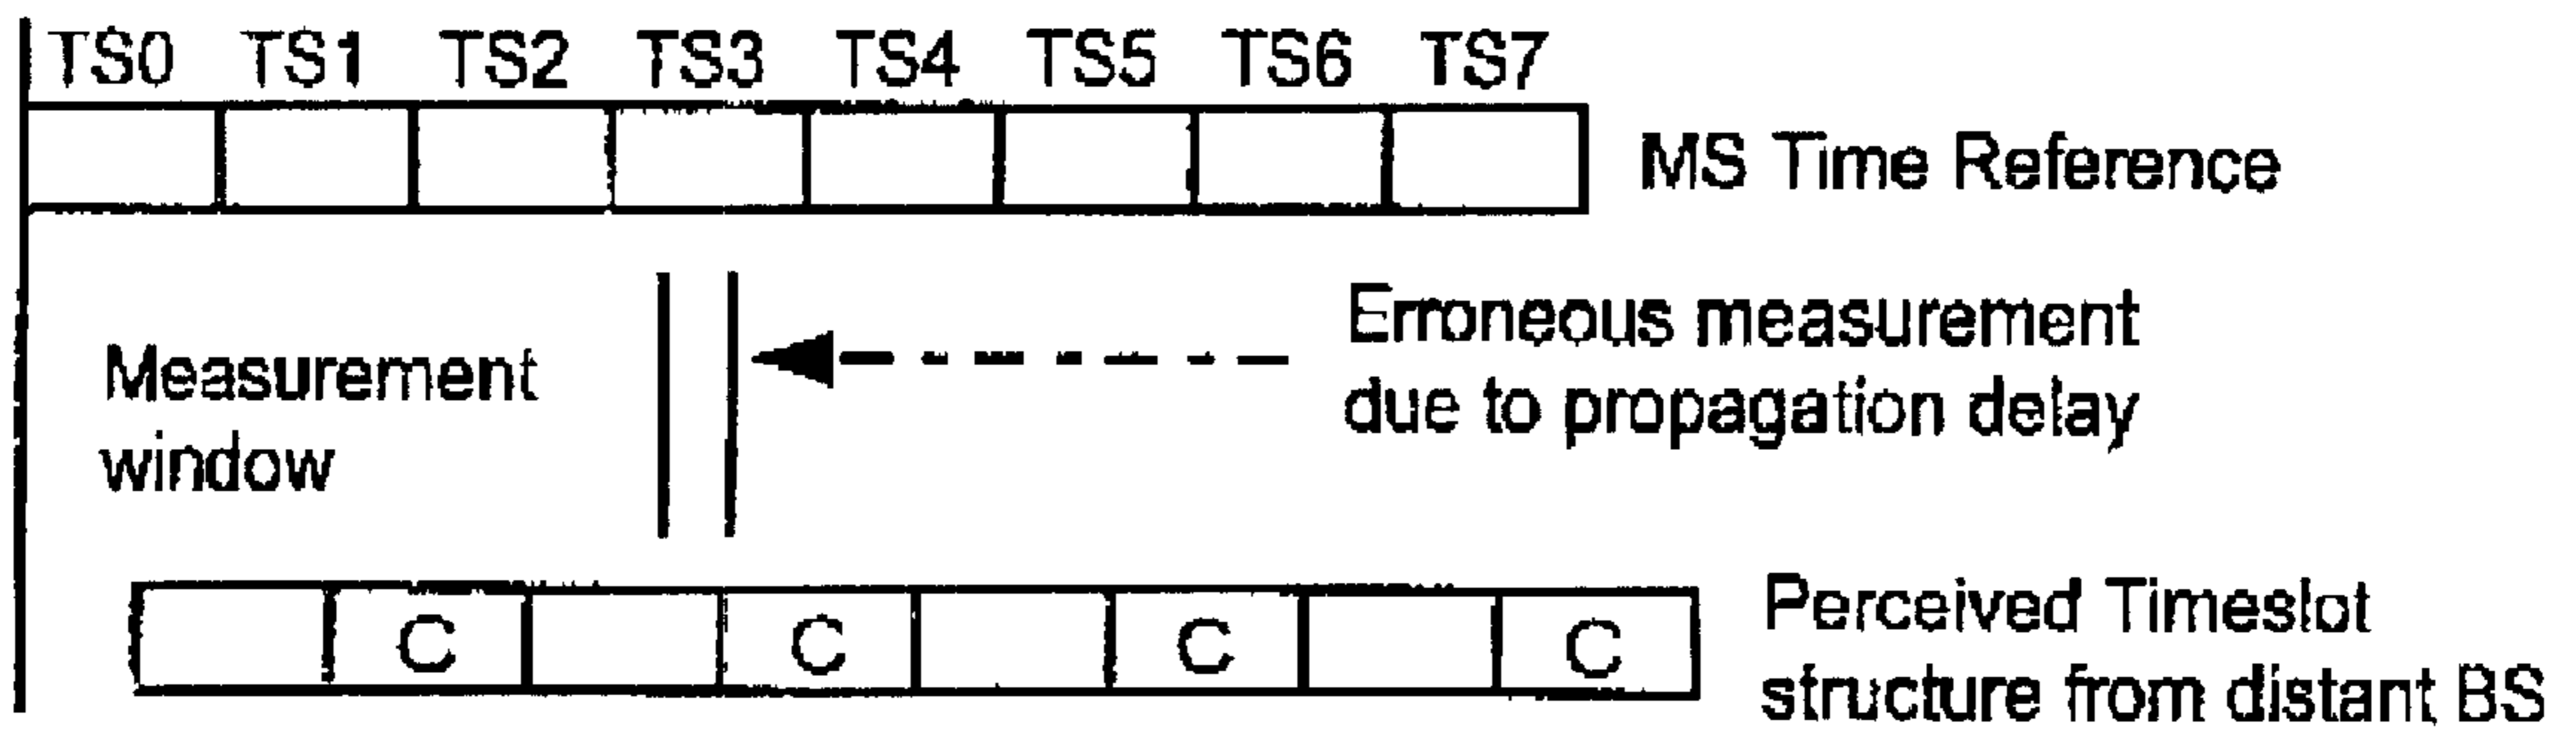 TS0 TS1 TS2 TS3 TS4 TS5 TS6 TS7
MS Time Reference
Measurement
window
Erroneous measurement
due to propagation delay
C C C C
Perceived Timeslot
structure from distant BS